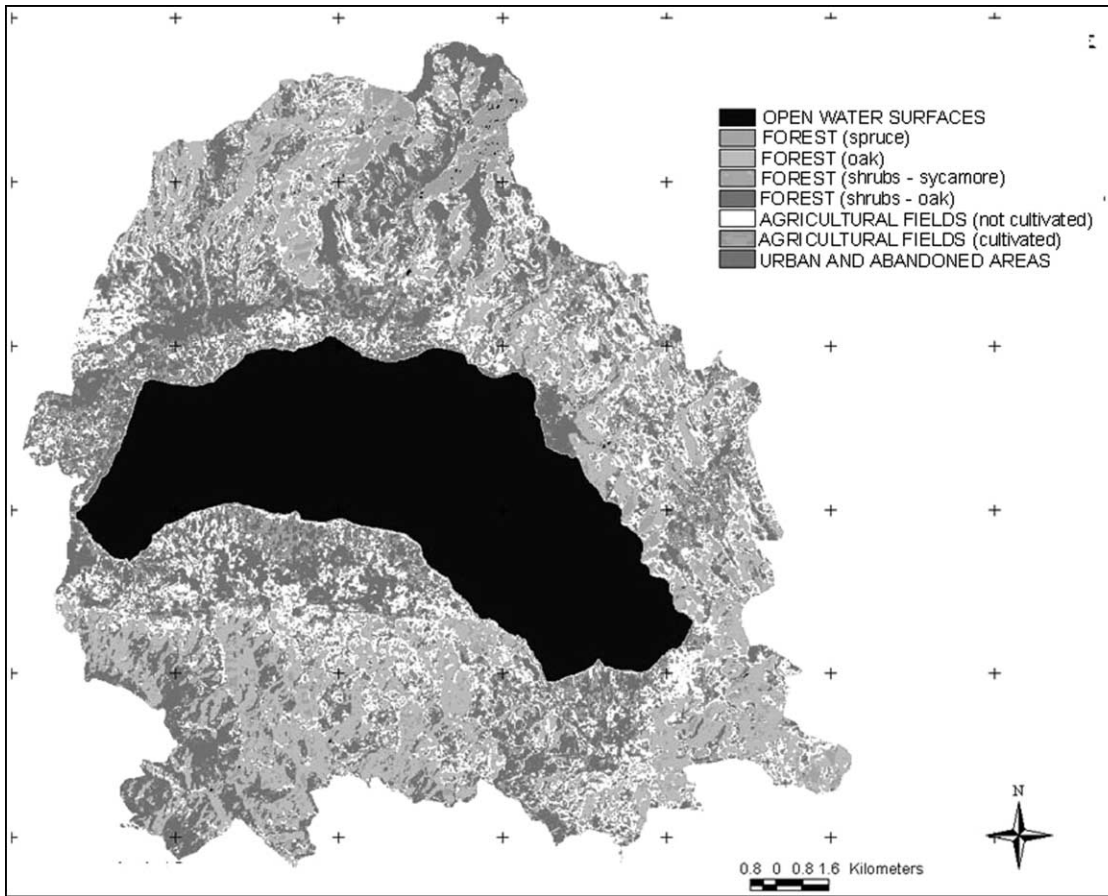 OPEN WATER SURFACES
FOREST (spruce)
FOREST (oak)
FOREST (shrubs - sycamore)
FOREST (shrubs - oak)
AGRICULTURAL FIELDS (not cultivated)
AGRICULTURAL FIELDS (cultivated)
URBAN AND ABANDONED AREAS
N
0.8 0 0.8 1.6 Kilometers